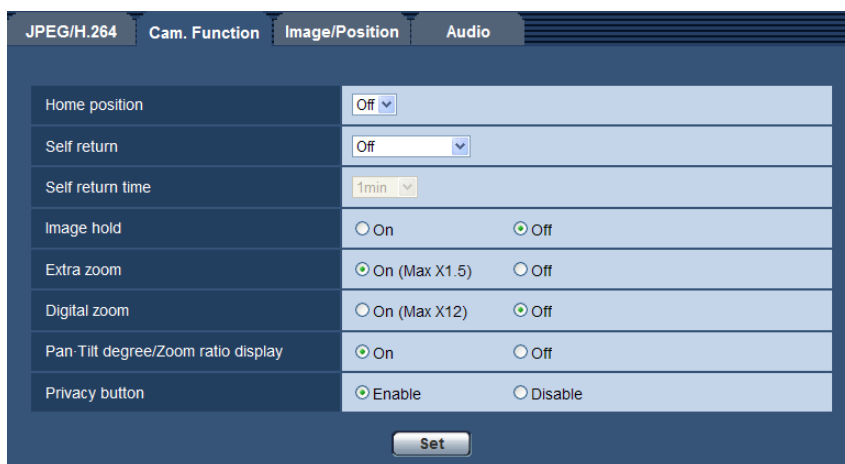 JPEG/H.264 Cam. Function Image/Position Audio
Home position Off
Self return Off
Self return time 1min
Image hold On Off
Extra zoom On (Max X1.5) Off
Digital zoom On (Max X12) Off
Pan·Tilt degree/Zoom ratio display On Off
Privacy button Enable Disable
Set